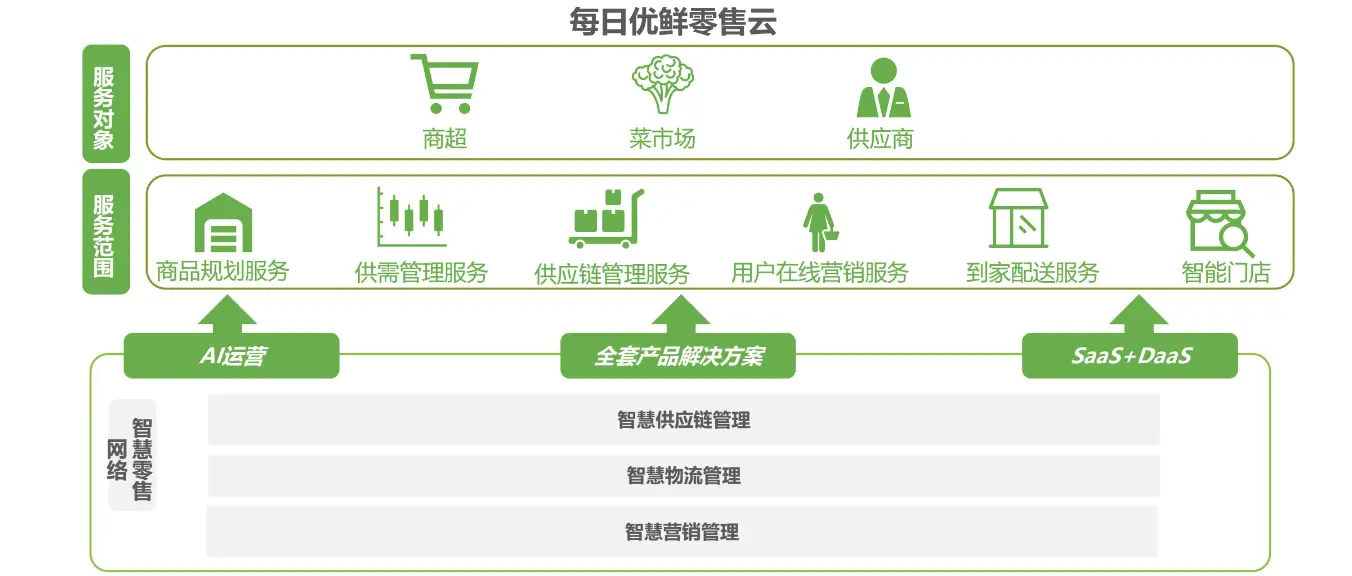 每日优鲜零售云
服务对象
商超
菜市场
供应商
服务范围
商品规划服务
供需管理服务
供应链管理服务
用户在线营销服务
到家配送服务
智能门店
AI运营
全套产品解决方案
SaaS+DaaS
智慧零售
网络
智慧供应链管理
智慧物流管理
智慧营销管理